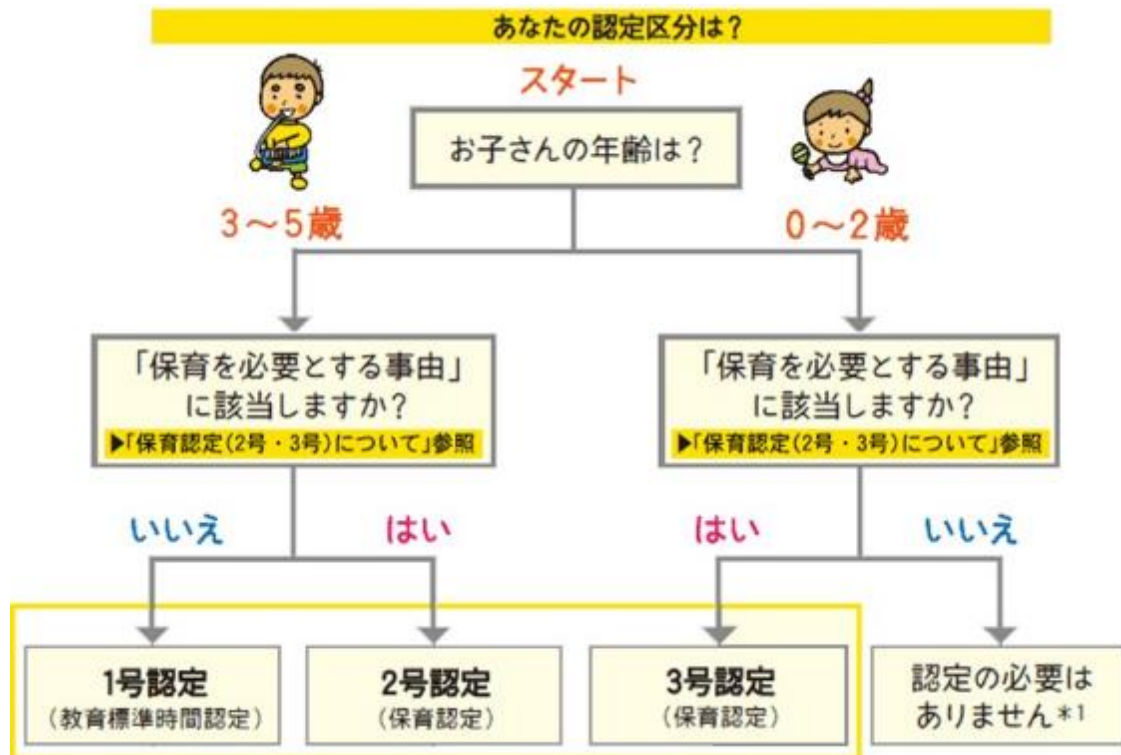 あなたの認定区分は?
スタート
お子さんの年齢は?
3～5歳
0～2歳
「保育を必要とする事由」
に該当しますか?
▶「保育認定(2号・3号)について」参照
「保育を必要とする事由」
に該当しますか?
▶「保育認定(2号・3号)について」参照
いいえ
はい
はい
いいえ
1号認定
(教育標準時間認定)
2号認定
(保育認定)
3号認定
(保育認定)
認定の必要は
ありません*1